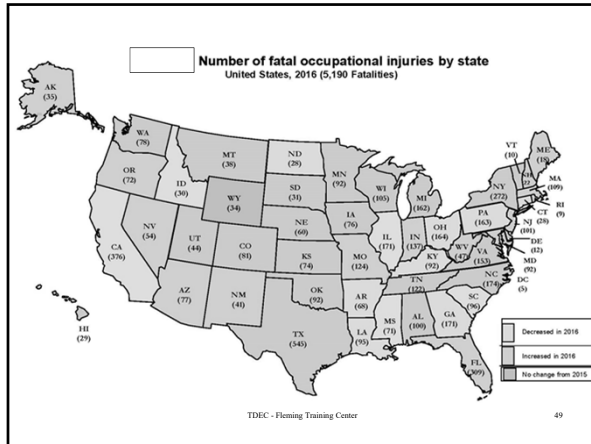 Number of fatal occupational injuries by state
United States, 2016 (5,190 Fatalities)
AK
(35)
WA
(78)
OR
(72)
CA
(376)
ID
(30)
NV
(54)
MT
(38)
WY
(34)
UT
(44)
AZ
(77)
CO
(81)
NM
(41)
ND
(28)
SD
(31)
NE
(60)
KS
(74)
OK
(92)
TX
(545)
MN
(92)
IA
(76)
MO
(124)
AR
(68)
LA
(95)
WI
(105)
IL
(171)
MS
(71)
MI
(162)
IN
(137)
KY
(92)
TN
(122)
AL
(100)
OH
(164)
WV
(47)
GA
(171)
FL
(309)
SC
(96)
NC
(174)
VA
(153)
PA
(163)
NY
(272)
VT
(10)
NH
22
ME
(18)
MA
(109)
RI
(9)
CT
(28)
NJ
(101)
DE
(12)
MD
(92)
DC
(5)
HI
(29)
Decreased in 2016
Increased in 2016
No change from 2015
TDEC - Fleming Training Center
49